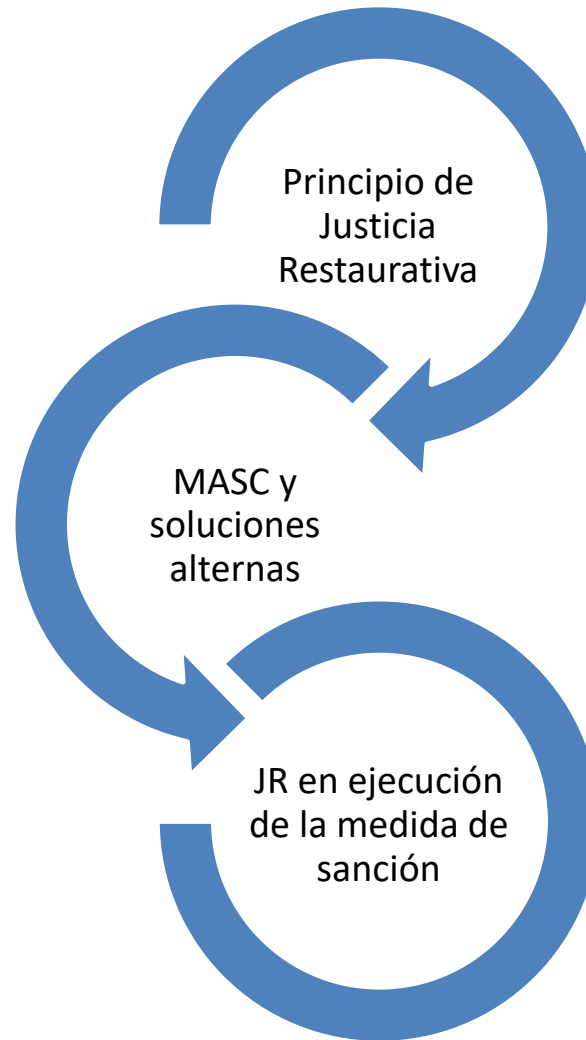 Principio de
Justicia
Restaurativa
MASC y
soluciones
alternas
JR en ejecución
de la medida de
sanción